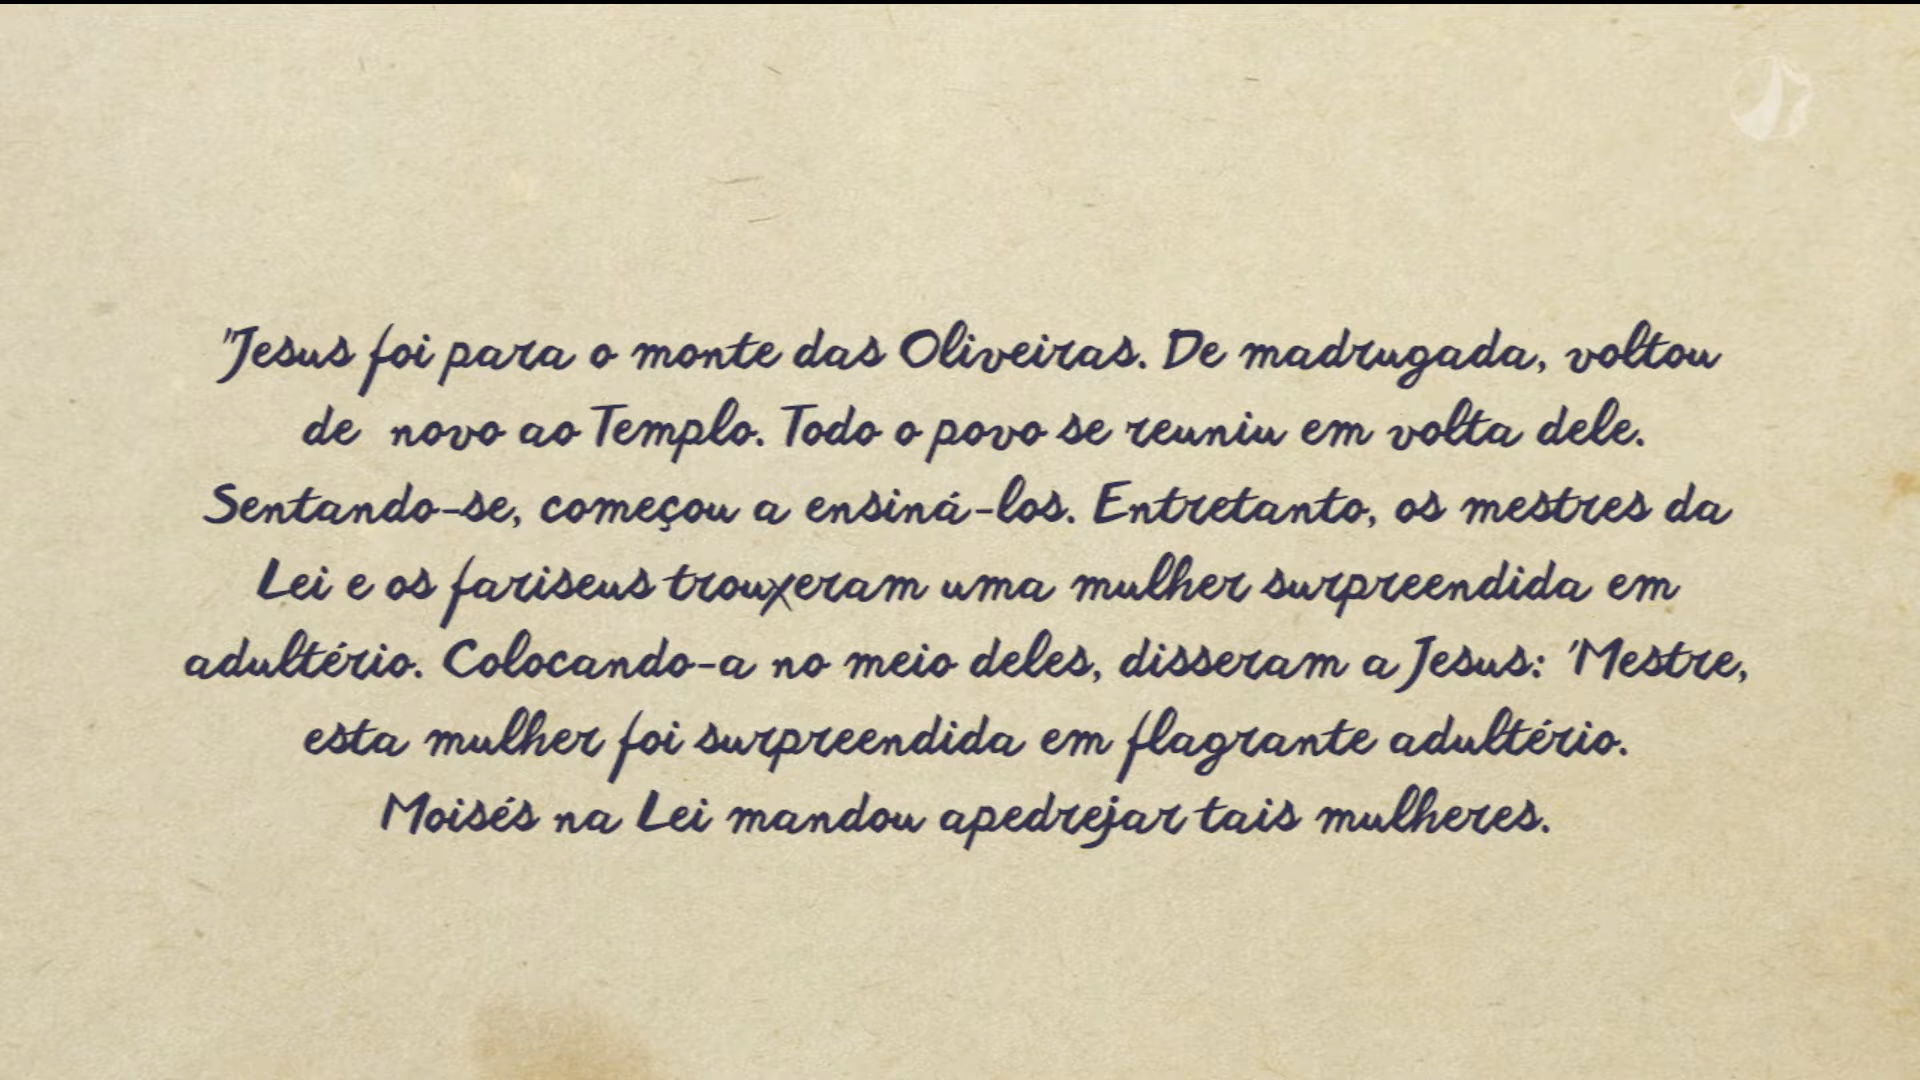 "Jesus foi para o monte das Oliveiras. De madrugada, voltou
de novo ao Templo. Todo o povo se reuniu em volta dele.
Sentando-se, começou a ensiná-los. Entretanto, os mestres da
Lei e os fariseus trouxeram uma mulher surpreendida em
adultério. Colocando-a no meio deles, disseram a Jesus: 'Mestre,
esta mulher foi surpreendida em flagrante adultério.
Moisés na Lei mandou apedrejar tais mulheres.